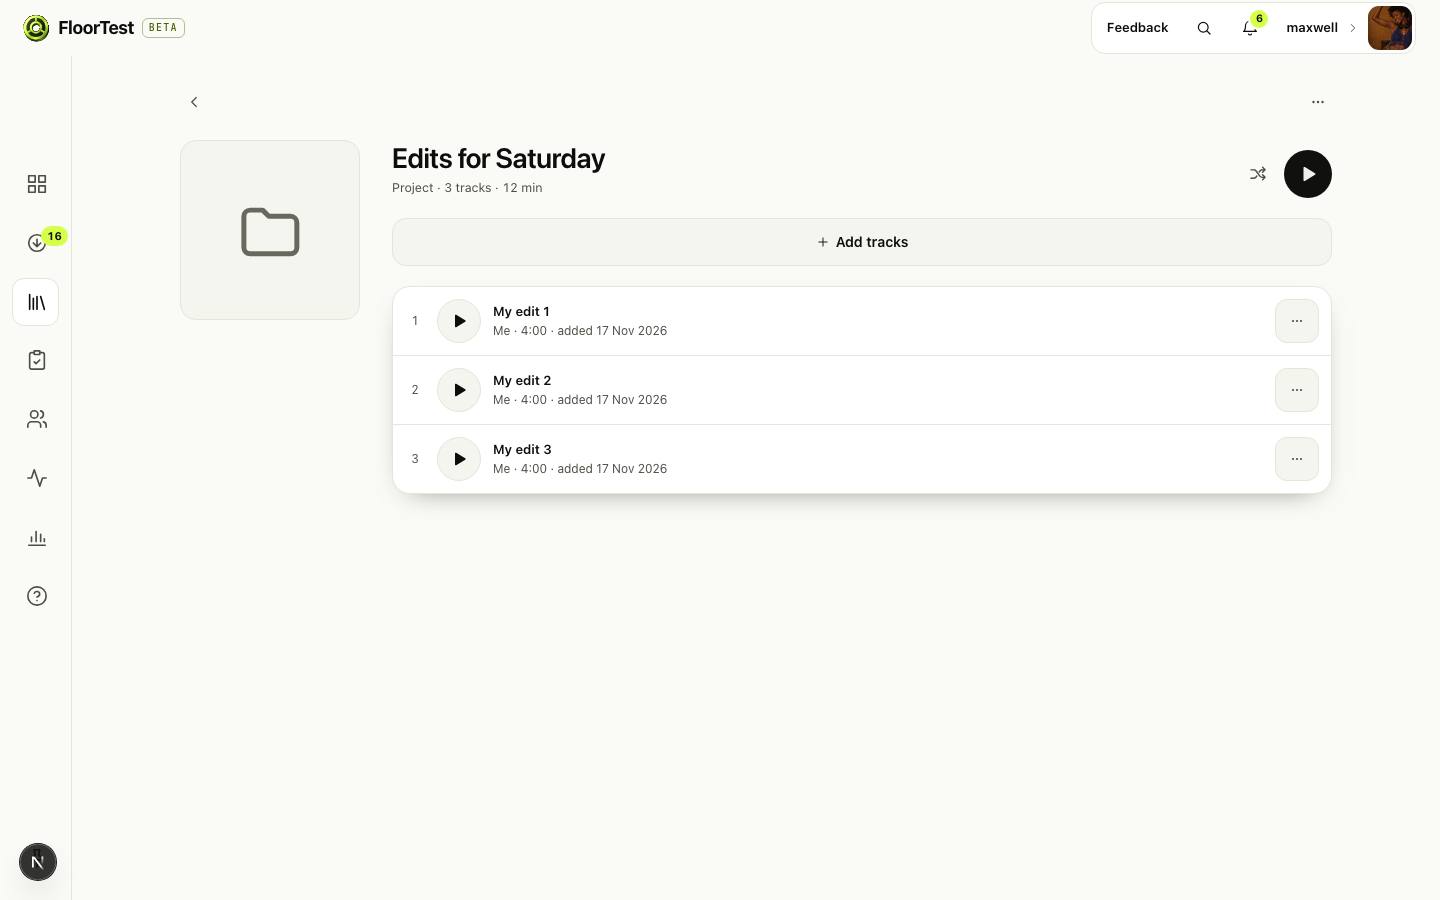 FloorTest BETA
Feedback 6 maxwell
16
Edits for Saturday
Project · 3 tracks · 12 min
+ Add tracks
1 My edit 1
Me · 4:00 · added 17 Nov 2026
2 My edit 2
Me · 4:00 · added 17 Nov 2026
3 My edit 3
Me · 4:00 · added 17 Nov 2026
N